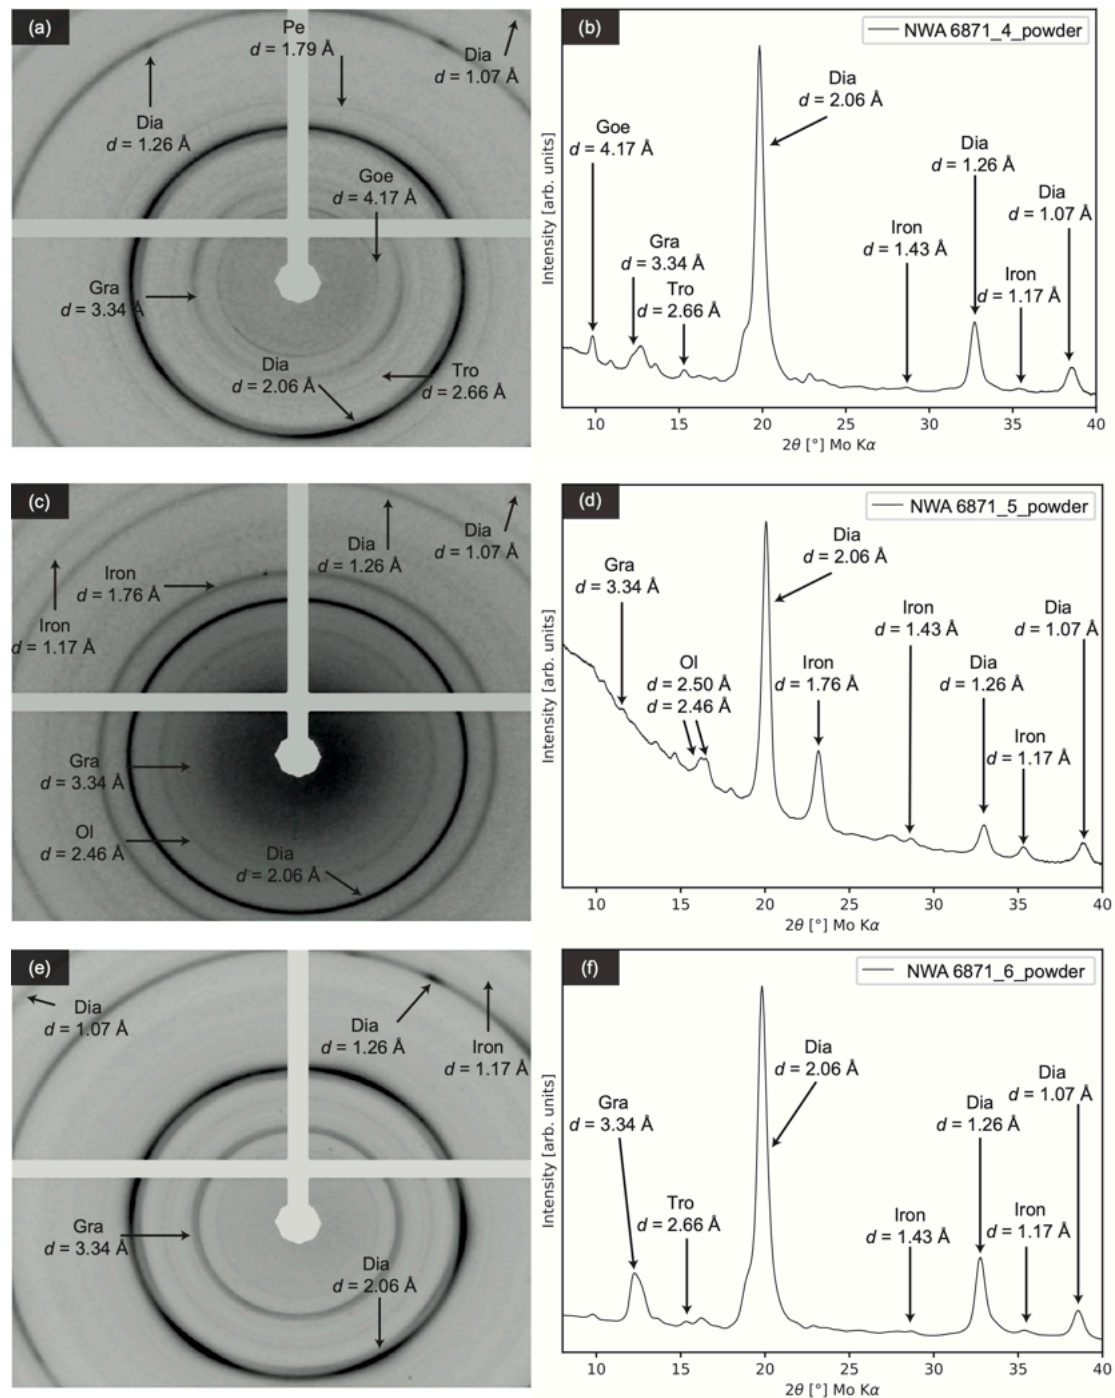 (a)
Pe
d = 1.79 Å
Dia
d = 1.07 Å
Dia
d = 1.26 Å
Goe
d = 4.17 Å
Gra
d = 3.34 Å
Dia
d = 2.06 Å
Tro
d = 2.66 Å
(b)
NWA 6871_4_powder
Dia
d = 2.06 Å
Goe
d = 4.17 Å
Dia
d = 1.26 Å
Dia
d = 1.07 Å
Gra
d = 3.34 Å
Iron
d = 1.43 Å
Tro
d = 2.66 Å
Iron
d = 1.17 Å
Intensity [arb. units]
10 15 20 25 30 35 40
2θ [°] Mo Kα
(c)
Dia
d = 1.26 Å
Dia
d = 1.07 Å
Iron
d = 1.76 Å
Iron
d = 1.17 Å
Gra
d = 3.34 Å
Ol
d = 2.46 Å
Dia
d = 2.06 Å
(d)
NWA 6871_5_powder
Dia
d = 2.06 Å
Gra
d = 3.34 Å
Iron
d = 1.43 Å
Dia
d = 1.07 Å
Ol
d = 2.50 Å
d = 2.46 Å
Iron
d = 1.76 Å
Dia
d = 1.26 Å
Iron
d = 1.17 Å
Intensity [arb. units]
10 15 20 25 30 35 40
2θ [°] Mo Kα
(e)
Dia
d = 1.07 Å
Dia
d = 1.26 Å
Iron
d = 1.17 Å
Gra
d = 3.34 Å
Dia
d = 2.06 Å
(f)
NWA 6871_6_powder
Dia
d = 2.06 Å
Dia
d = 1.07 Å
Gra
d = 3.34 Å
Dia
d = 1.26 Å
Tro
d = 2.66 Å
Iron
d = 1.43 Å
Iron
d = 1.17 Å
Intensity [arb. units]
10 15 20 25 30 35 40
2θ [°] Mo Kα